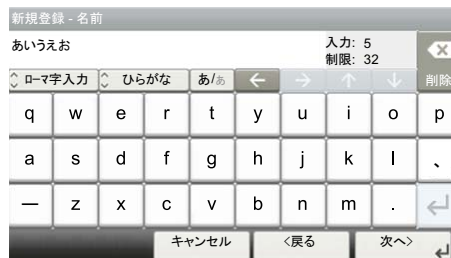 新規登録 - 名前
あいうえお
入力: 5
制限: 32
ローマ字入力 ひらがな あ/ぁ ← → ↑ ↓ 削除
q w e r t y u i o p
a s d f g h j k l 、
ー z x c v b n m .
キャンセル <戻る 次へ>